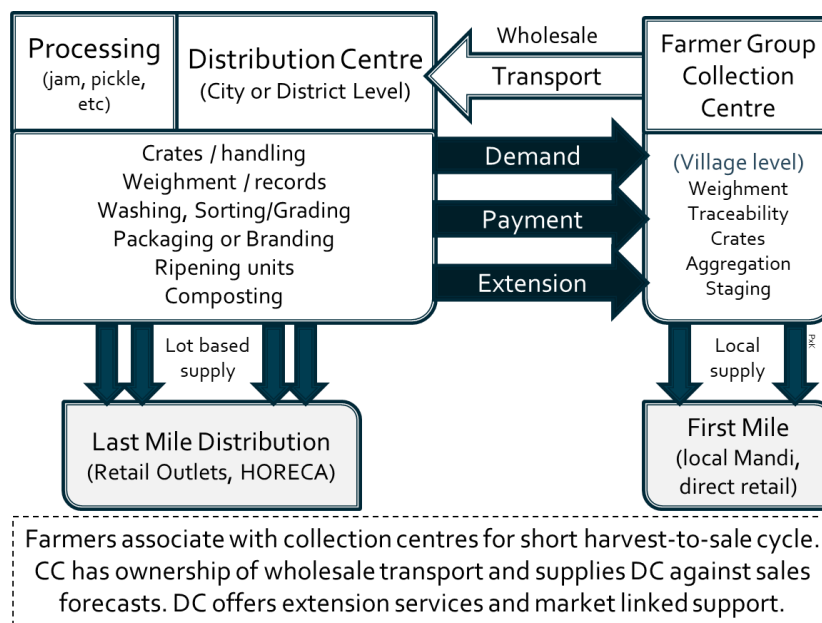 Processing
(jam, pickle,
etc)
Distribution Centre
(City or District Level)
Wholesale
Transport
Farmer Group
Collection
Centre
Crates / handling
Weighment / records
Washing, Sorting/Grading
Packaging or Branding
Ripening units
Composting
Demand
Payment
Extension
(Village level)
Weighment
Traceability
Crates
Aggregation
Staging
Lot based
supply
Local
supply
PxK
Last Mile Distribution
(Retail Outlets, HORECA)
First Mile
(local Mandi,
direct retail)
Farmers associate with collection centres for short harvest-to-sale cycle.
CC has ownership of wholesale transport and supplies DC against sales
forecasts. DC offers extension services and market linked support.